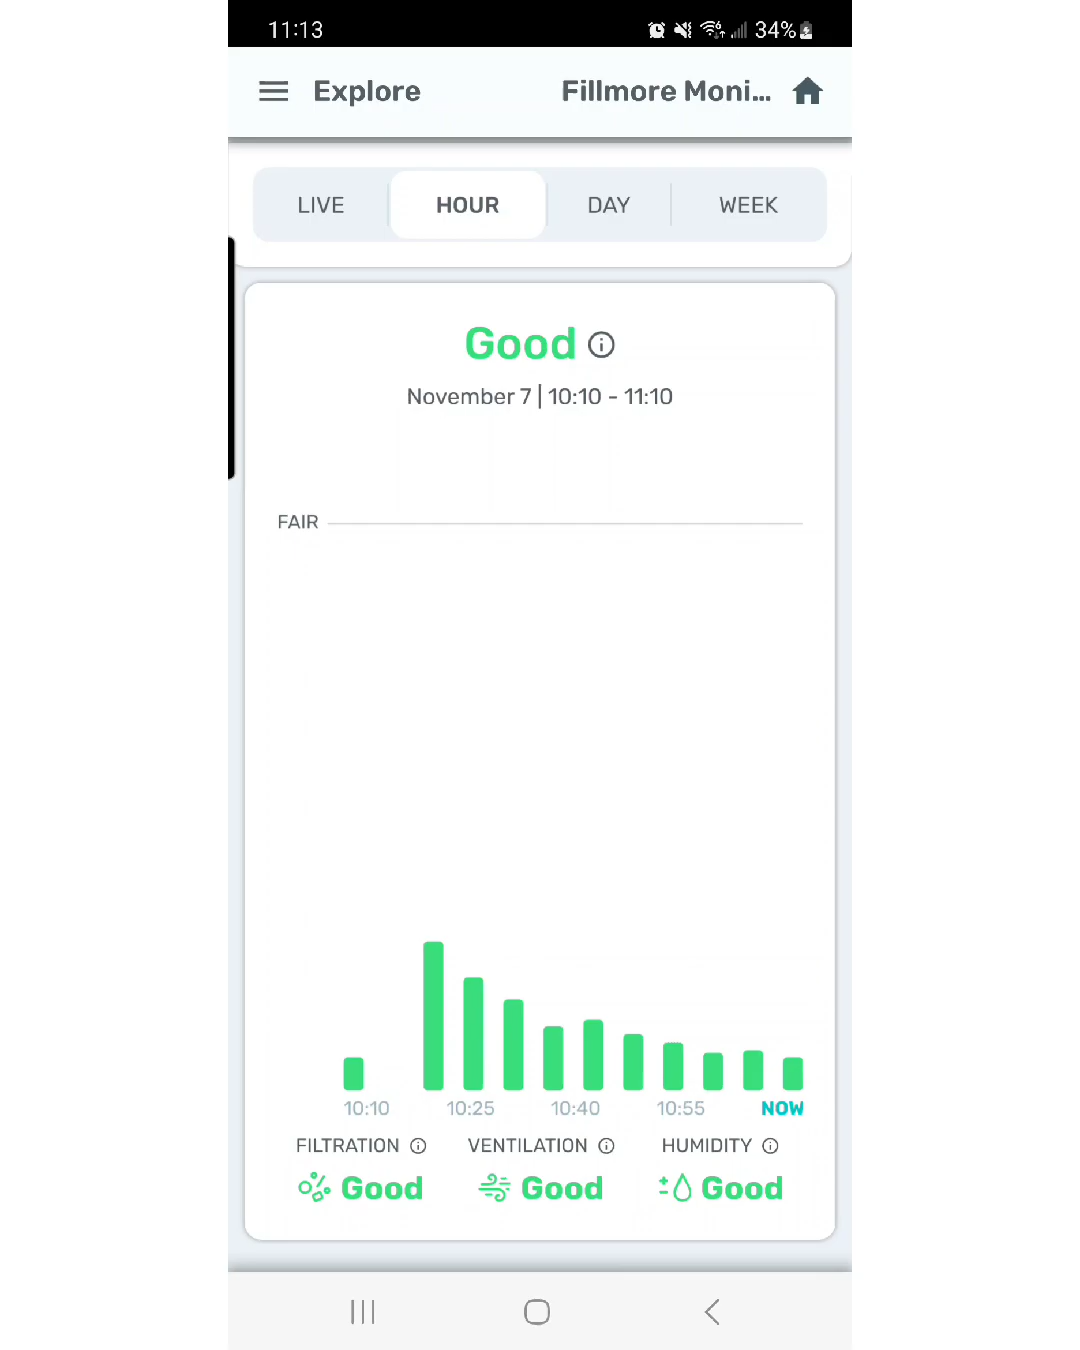 11:13 34%
Explore Fillmore Moni...
LIVE HOUR DAY WEEK
Good
November 7 | 10:10 - 11:10
FAIR
10:10 10:25 10:40 10:55 NOW
FILTRATION VENTILATION HUMIDITY
Good Good Good